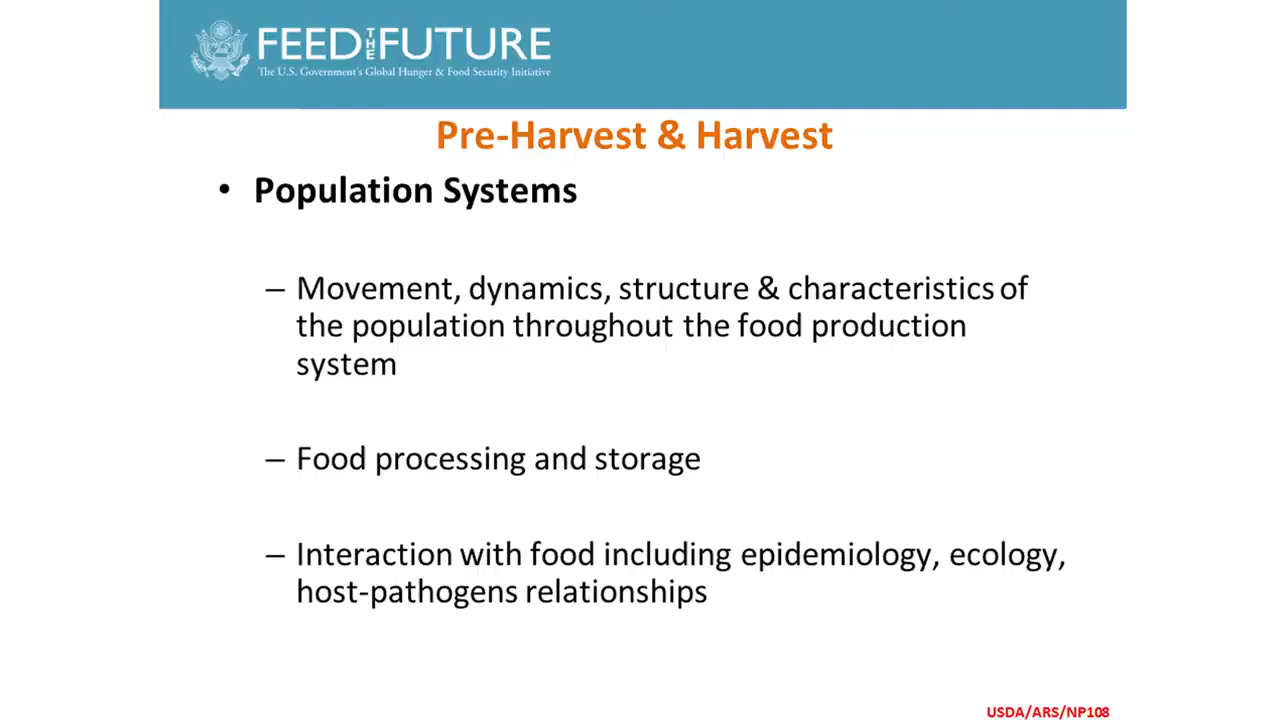 FEED THE FUTURE
The U.S. Government's Global Hunger & Food Security Initiative
Pre-Harvest & Harvest
• Population Systems
– Movement, dynamics, structure & characteristics of
the population throughout the food production
system
– Food processing and storage
– Interaction with food including epidemiology, ecology,
host-pathogens relationships
USDA/ARS/NP108